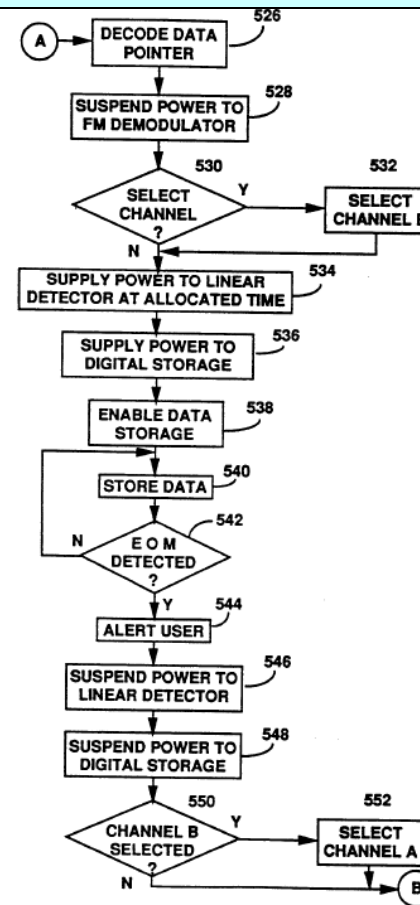 526
A
DECODE DATA
POINTER
528
SUSPEND POWER TO
FM DEMODULATOR
530
532
SELECT
CHANNEL
?
Y
N
SELECT
CHANNEL
534
SUPPLY POWER TO LINEAR
DETECTOR AT ALLOCATED TIME
536
SUPPLY POWER TO
DIGITAL STORAGE
538
ENABLE DATA
STORAGE
540
STORE DATA
542
N
E O M
DETECTED
?
Y
544
ALERT USER
546
SUSPEND POWER TO
LINEAR DETECTOR
548
SUSPEND POWER TO
DIGITAL STORAGE
550
552
CHANNEL B
SELECTED
?
Y
N
SELECT
CHANNEL A
B